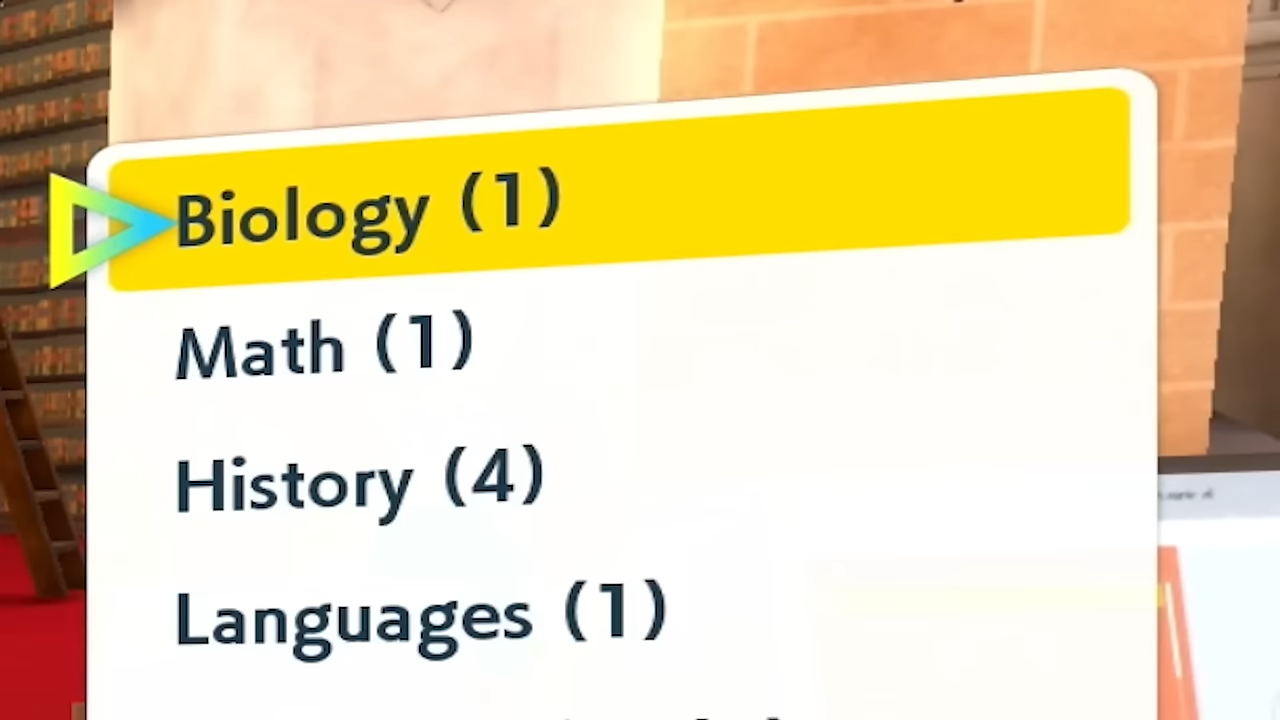 Biology (1)
Math (1)
History (4)
Languages (1)